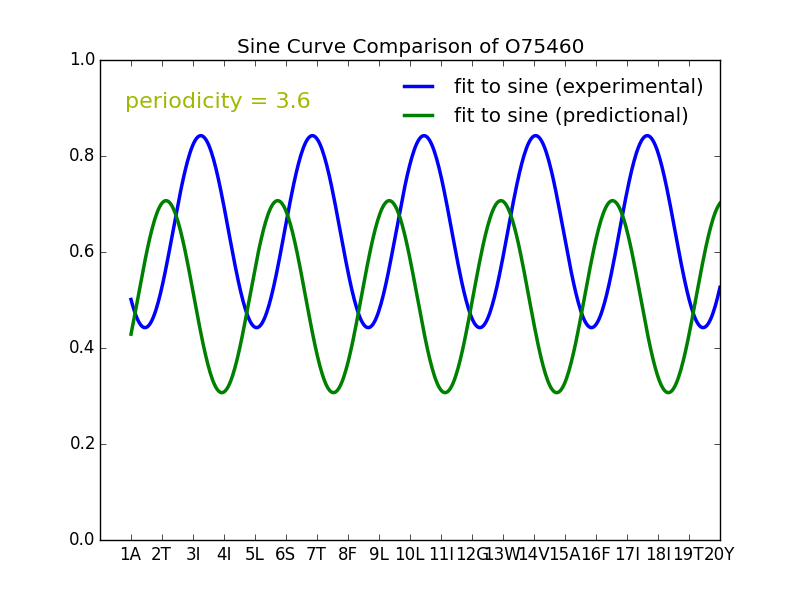 Sine Curve Comparison of O75460
1.0
periodicity = 3.6
fit to sine (experimental)
fit to sine (predictional)
0.8
0.6
0.4
0.2
0.0
1A 2T 3I 4I 5L 6S 7T 8F 9L 10L 11I 12G 13W 14V 15A 16F 17I 18I 19T 20Y